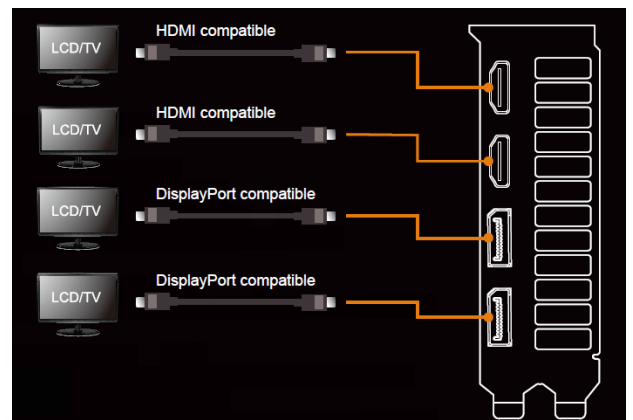 HDMI compatible
LCD/TV
HDMI compatible
LCD/TV
DisplayPort compatible
LCD/TV
DisplayPort compatible
LCD/TV